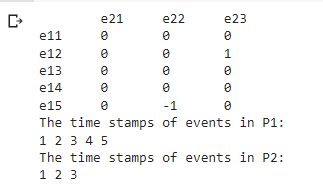 e21 e22 e23
e11 0 0 0
e12 0 0 1
e13 0 0 0
e14 0 0 0
e15 0 -1 0
The time stamps of events in P1:
1 2 3 4 5
The time stamps of events in P2:
1 2 3